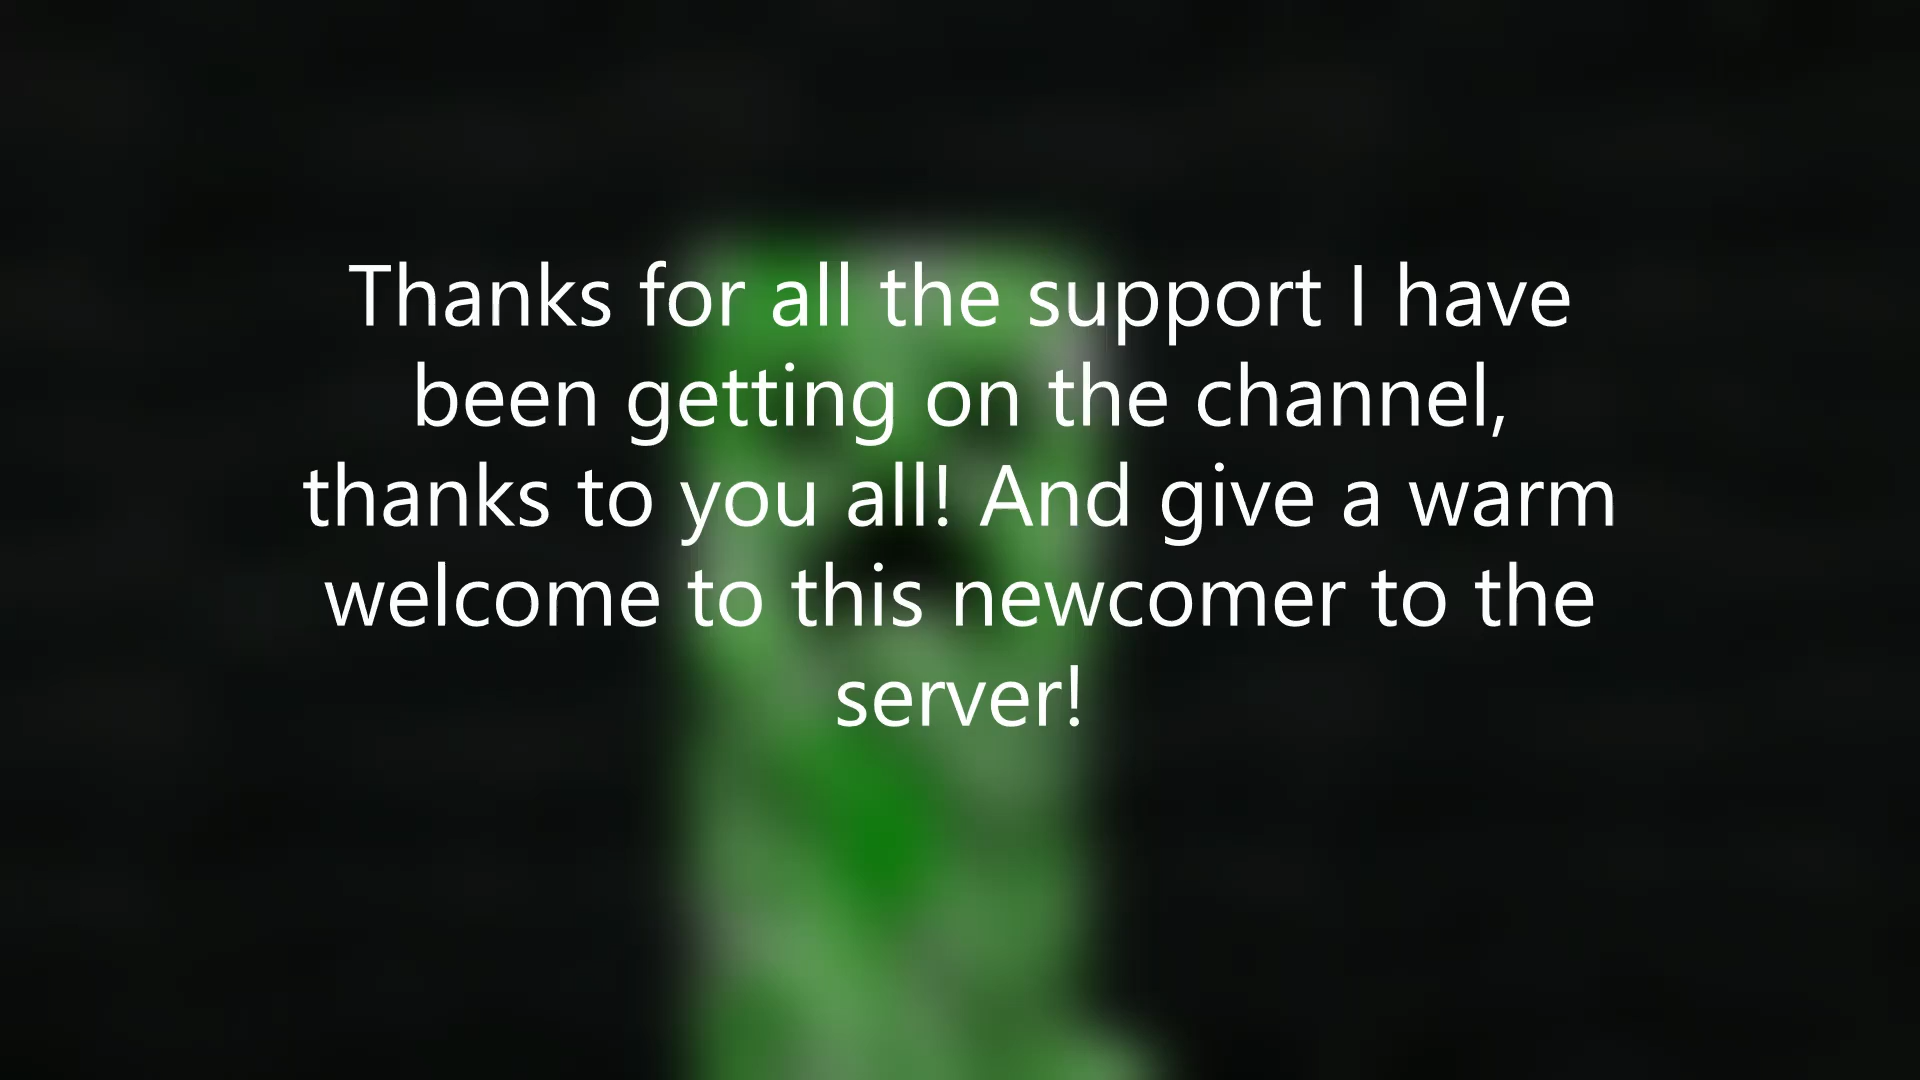 Thanks for all the support I have
been getting on the channel,
thanks to you all! And give a warm
welcome to this newcomer to the
server!